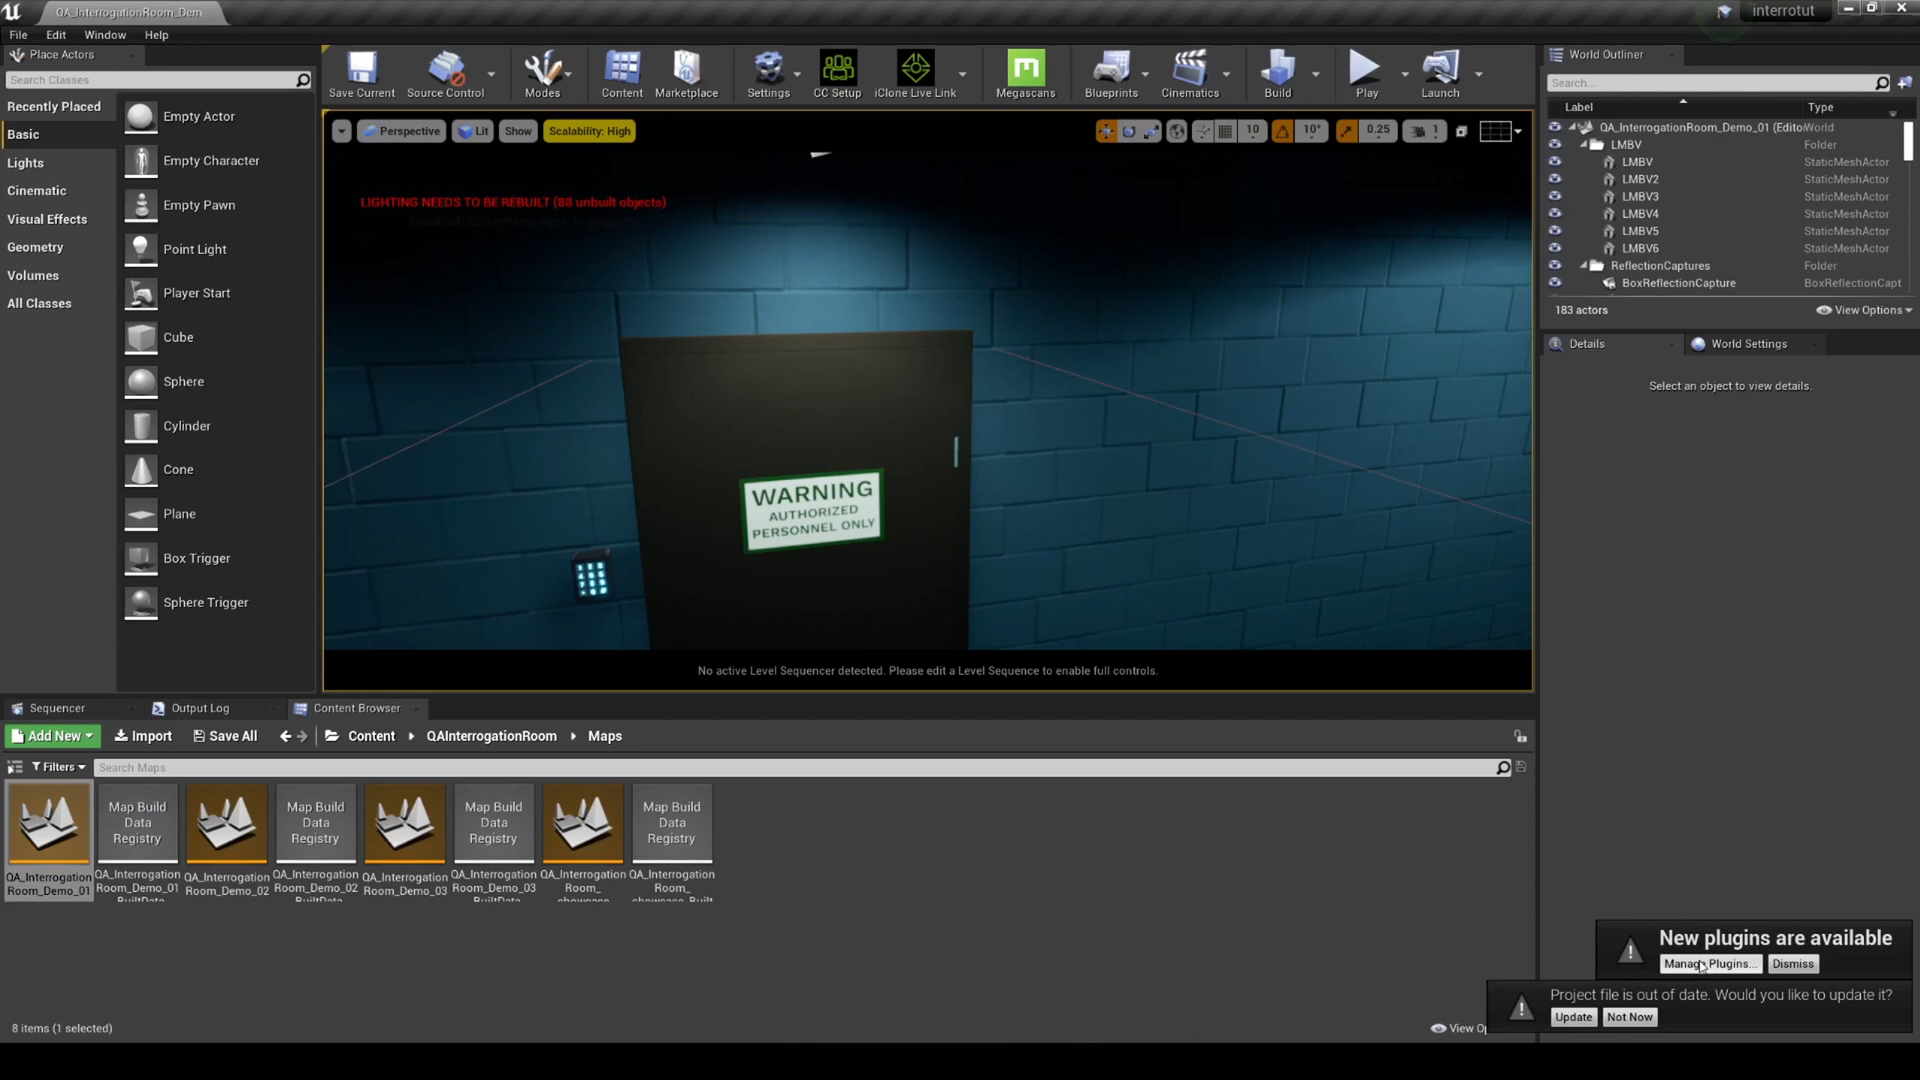 QA_InterrogationRoom_Dem
interrotut
File Edit Window Help
Place Actors
Search Classes
Recently Placed
Basic
Lights
Cinematic
Visual Effects
Geometry
Volumes
All Classes
Empty Actor
Empty Character
Empty Pawn
Point Light
Player Start
Cube
Sphere
Cylinder
Cone
Plane
Box Trigger
Sphere Trigger
Save Current
Source Control
Modes
Content
Marketplace
Settings
CC Setup
iClone Live Link
Megascans
Blueprints
Cinematics
Build
Play
Launch
Perspective
Lit
Show
Scalability: High
10
10°
0.25
1
LIGHTING NEEDS TO BE REBUILT (88 unbuilt objects)
WARNING
AUTHORIZED
PERSONNEL ONLY
No active Level Sequencer detected. Please edit a Level Sequence to enable full controls.
World Outliner
Search...
Label Type
QA_InterrogationRoom_Demo_01 (Edito World
LMBV Folder
LMBV StaticMeshActor
LMBV2 StaticMeshActor
LMBV3 StaticMeshActor
LMBV4 StaticMeshActor
LMBV5 StaticMeshActor
LMBV6 StaticMeshActor
ReflectionCaptures Folder
BoxReflectionCapture BoxReflectionCapt
183 actors
View Options
Details
World Settings
Select an object to view details.
Sequencer
Output Log
Content Browser
Add New
Import
Save All
Content
QAInterrogationRoom
Maps
Filters
Search Maps
Map Build
Data
Registry
Map Build
Data
Registry
Map Build
Data
Registry
Map Build
Data
Registry
QA_Interrogation
Room_Demo_01
QA_Interrogation
Room_Demo_01
BuiltData
QA_Interrogation
Room_Demo_02
QA_Interrogation
Room_Demo_02
BuiltData
QA_Interrogation
Room_Demo_03
QA_Interrogation
Room_Demo_03
BuiltData
QA_Interrogation
Room_
showcase
QA_Interrogation
Room_
showcase_Built
8 items (1 selected)
View Op
New plugins are available
Manage Plugins...
Dismiss
Project file is out of date. Would you like to update it?
Update
Not Now